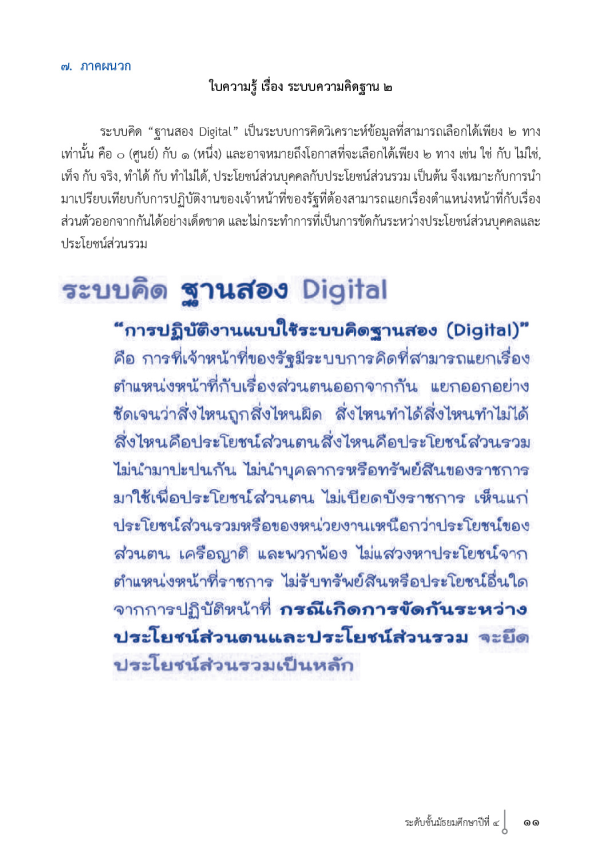 ๗. ภาคผนวก
ใบความรู้ เรื่อง ระบบความคิดฐาน ๒
ระบบคิด “ฐานสอง Digital” เป็นระบบการคิดวิเคราะห์ข้อมูลที่สามารถเลือกได้เพียง ๒ ทาง
เท่านั้น คือ ๐ (ศูนย์) กับ ๑ (หนึ่ง) และอาจหมายถึงโอกาสที่จะเลือกได้เพียง ๒ ทาง เช่น ใช่ กับ ไม่ใช่,
เท็จ กับ จริง, ทำได้ กับ ทำไม่ได้, ประโยชน์ส่วนบุคคลกับประโยชน์ส่วนรวม เป็นต้น จึงเหมาะกับการนำ
มาเปรียบเทียบกับการปฏิบัติงานของเจ้าหน้าที่ของรัฐที่ต้องสามารถแยกเรื่องตำแหน่งหน้าที่กับเรื่อง
ส่วนตัวออกจากกันได้อย่างเด็ดขาด และไม่กระทำการที่เป็นการขัดกันระหว่างประโยชน์ส่วนบุคคลและ
ประโยชน์ส่วนรวม
ระบบคิด ฐานสอง Digital
“การปฏิบัติงานแบบใช้ระบบคิดฐานสอง (Digital)”
คือ การที่เจ้าหน้าที่ของรัฐมีระบบการคิดที่สามารถแยกเรื่อง
ตำแหน่งหน้าที่กับเรื่องส่วนตนออกจากกัน แยกออกอย่าง
ชัดเจนว่าสิ่งไหนถูกสิ่งไหนผิด สิ่งไหนทำได้สิ่งไหนทำไม่ได้
สิ่งไหนคือประโยชน์ส่วนตนสิ่งไหนคือประโยชน์ส่วนรวม
ไม่นำมาปะปนกัน ไม่นำบุคลากรหรือทรัพย์สินของราชการ
มาใช้เพื่อประโยชน์ส่วนตน ไม่เบียดบังราชการ เห็นแก่
ประโยชน์ส่วนรวมหรือของหน่วยงานเหนือกว่าประโยชน์ของ
ส่วนตน เครือญาติ และพวกพ้อง ไม่แสวงหาประโยชน์จาก
ตำแหน่งหน้าที่ราชการ ไม่รับทรัพย์สินหรือประโยชน์อื่นใด
จากการปฏิบัติหน้าที่ กรณีเกิดการขัดกันระหว่าง
ประโยชน์ส่วนตนและประโยชน์ส่วนรวม จะยึด
ประโยชน์ส่วนรวมเป็นหลัก
ระดับชั้นมัธยมศึกษาปีที่ ๔ ๑๑